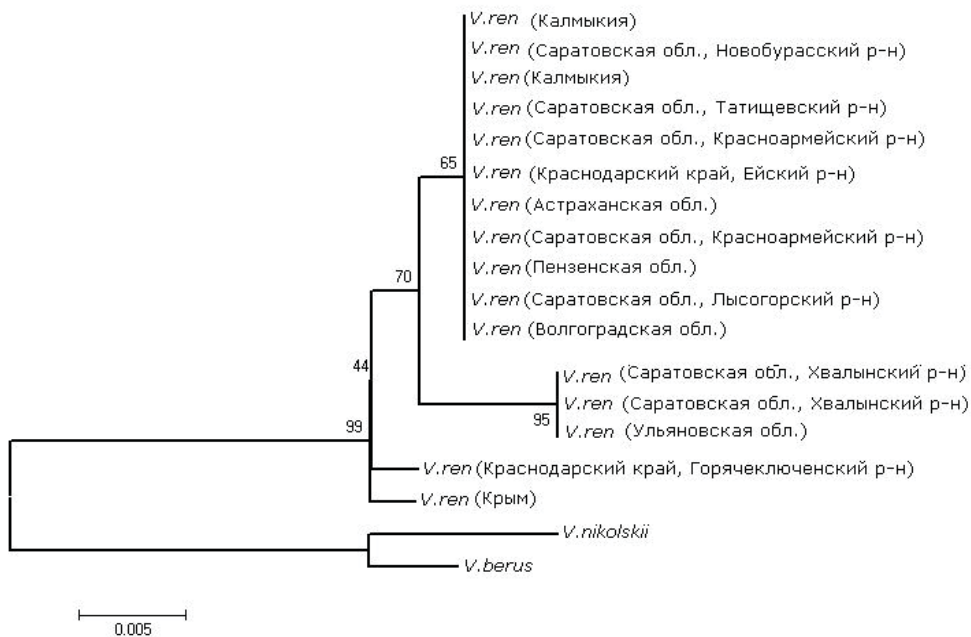 V.ren (Калмыкия)
V.ren (Саратовская обл., Новобурасский р-н)
V.ren (Калмыкия)
V.ren (Саратовская обл., Татищевский р-н)
V.ren (Саратовская обл., Красноармейский р-н)
65
V.ren (Краснодарский край, Ейский р-н)
V.ren (Астраханская обл.)
V.ren (Саратовская обл., Красноармейский р-н)
V.ren (Пензенская обл.)
70
V.ren (Саратовская обл., Лысогорский р-н)
V.ren (Волгоградская обл.)
44
V.ren (Саратовская обл., Хвалынский р-н)
V.ren (Саратовская обл., Хвалынский р-н)
95
99
V.ren (Ульяновская обл.)
V.ren (Краснодарский край, Горячеключенский р-н)
V.ren (Крым)
V.nikolskii
V.berus
0.005